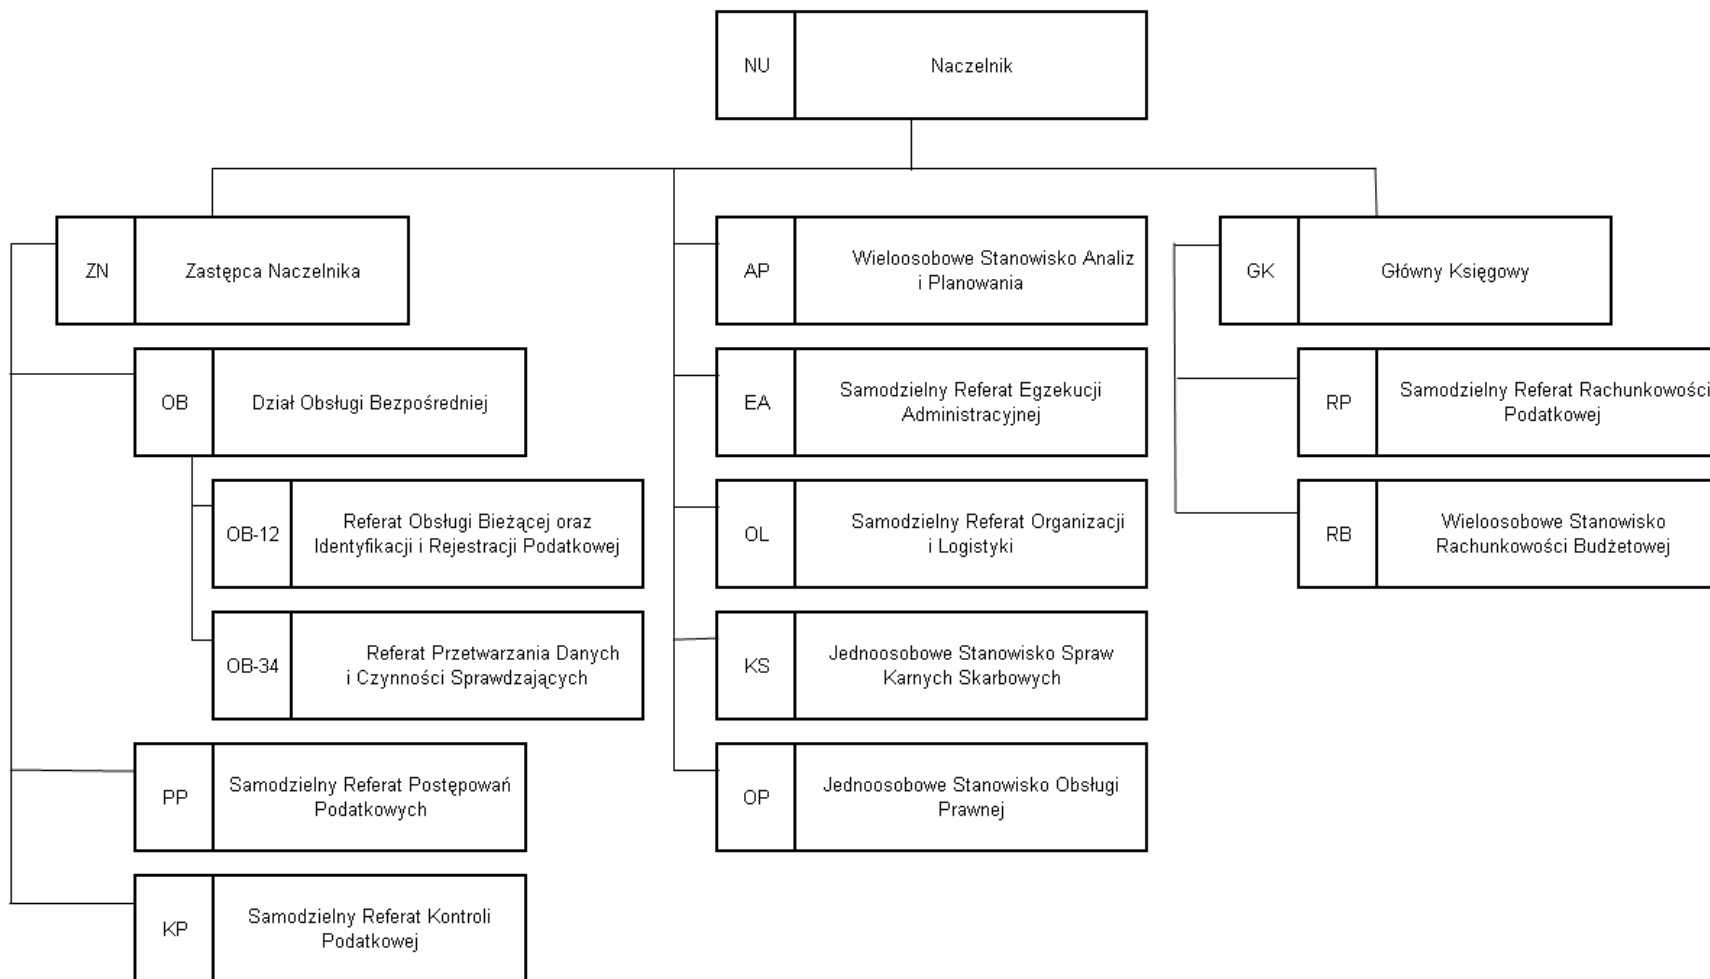 NU
Naczelnik
ZN
Zastępca Naczelnika
OB
Dział Obsługi Bezpośredniej
OB-12
Referat Obsługi Bieżącej oraz
Identyfikacji i Rejestracji Podatkowej
OB-34
Referat Przetwarzania Danych
i Czynności Sprawdzających
PP
Samodzielny Referat Postępowań
Podatkowych
KP
Samodzielny Referat Kontroli
Podatkowej
AP
Wieloosobowe Stanowisko Analiz
i Planowania
EA
Samodzielny Referat Egzekucji
Administracyjnej
OL
Samodzielny Referat Organizacji
i Logistyki
KS
Jednoosobowe Stanowisko Spraw
Karnych Skarbowych
OP
Jednoosobowe Stanowisko Obsługi
Prawnej
GK
Główny Księgowy
RP
Samodzielny Referat Rachunkowości
Podatkowej
RB
Wieloosobowe Stanowisko
Rachunkowości Budżetowej